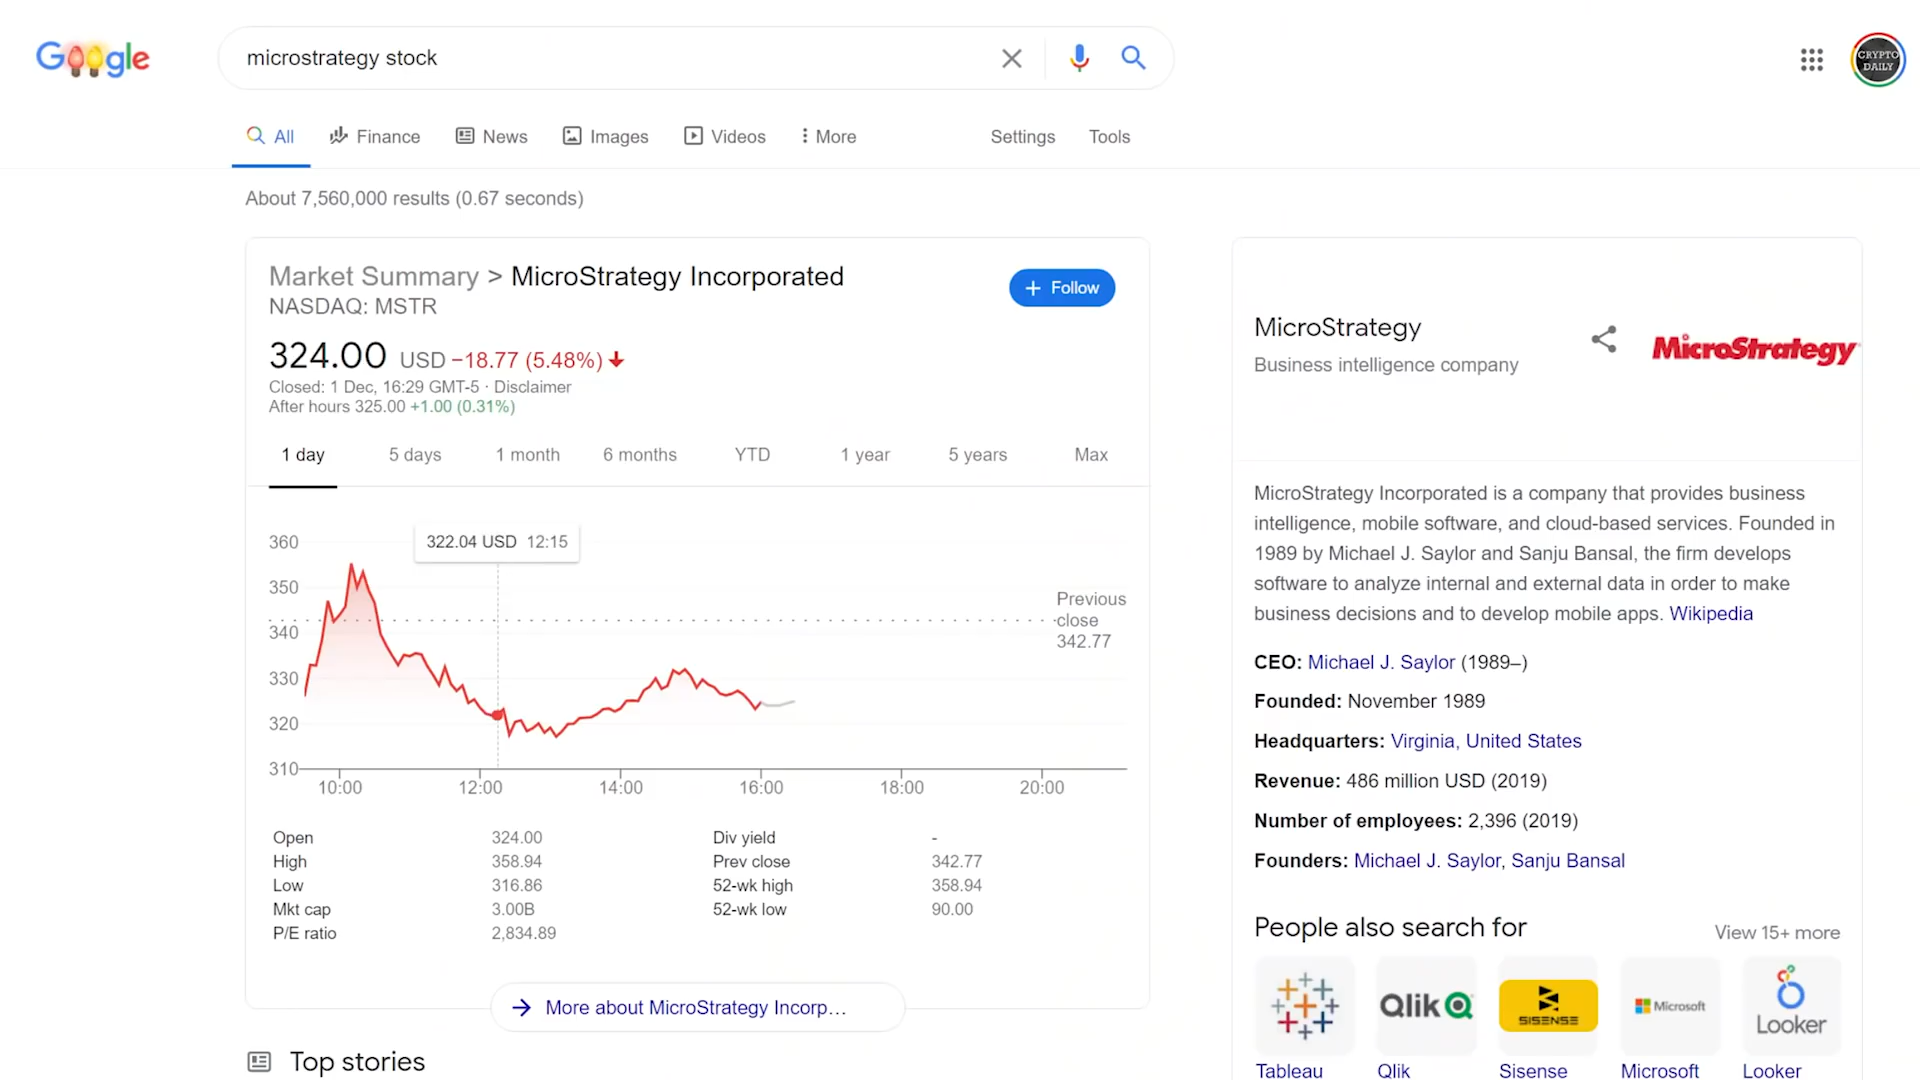 Google
microstrategy stock
CRYPTO
DAILY
All
Finance
News
Images
Videos
More
Settings
Tools
About 7,560,000 results (0.67 seconds)
Market Summary > MicroStrategy Incorporated
NASDAQ: MSTR
Follow
324.00 USD −18.77 (5.48%)
Closed: 1 Dec, 16:29 GMT-5 · Disclaimer
After hours 325.00 +1.00 (0.31%)
1 day
5 days
1 month
6 months
YTD
1 year
5 years
Max
322.04 USD 12:15
360
350
340
330
320
310
Previous
close
342.77
10:00
12:00
14:00
16:00
18:00
20:00
Open 324.00
High 358.94
Low 316.86
Mkt cap 3.00B
P/E ratio 2,834.89
Div yield -
Prev close 342.77
52-wk high 358.94
52-wk low 90.00
More about MicroStrategy Incorp…
Top stories
MicroStrategy
Business intelligence company
MicroStrategy
MicroStrategy Incorporated is a company that provides business
intelligence, mobile software, and cloud-based services. Founded in
1989 by Michael J. Saylor and Sanju Bansal, the firm develops
software to analyze internal and external data in order to make
business decisions and to develop mobile apps. Wikipedia
CEO: Michael J. Saylor (1989–)
Founded: November 1989
Headquarters: Virginia, United States
Revenue: 486 million USD (2019)
Number of employees: 2,396 (2019)
Founders: Michael J. Saylor, Sanju Bansal
People also search for
View 15+ more
Qlik
SISENSE
Microsoft
Looker
Tableau
Qlik
Sisense
Microsoft
Looker